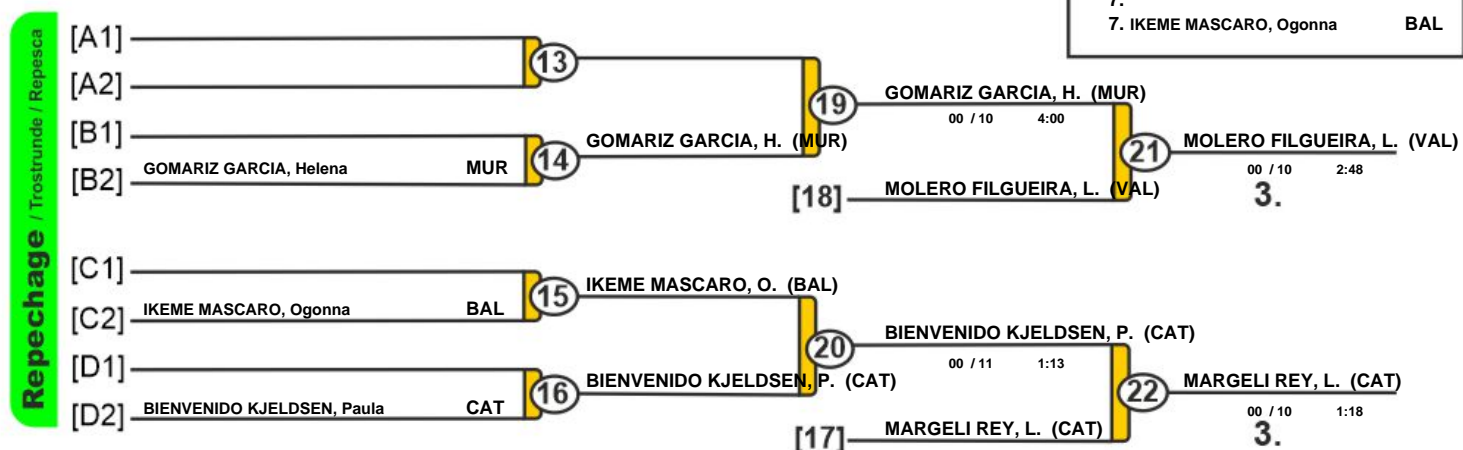 7.
7. IKEME MASCARO, Ogonna BAL
Repechage / Trostrunde / Repesca
[A1]
13
[A2]
19
GOMARIZ GARCIA, H. (MUR)
00 / 10 4:00
[B1]
GOMARIZ GARCIA, H. (MUR)
14
21
MOLERO FILGUEIRA, L. (VAL)
[B2] GOMARIZ GARCIA, Helena MUR
00 / 10 2:48
[18] MOLERO FILGUEIRA, L. (VAL)
3.
[C1]
15
IKEME MASCARO, O. (BAL)
[C2] IKEME MASCARO, Ogonna BAL
20
BIENVENIDO KJELDSEN, P. (CAT)
00 / 11 1:13
[D1]
16
BIENVENIDO KJELDSEN, P. (CAT)
22
MARGELI REY, L. (CAT)
[D2] BIENVENIDO KJELDSEN, Paula CAT
00 / 10 1:18
[17] MARGELI REY, L. (CAT)
3.